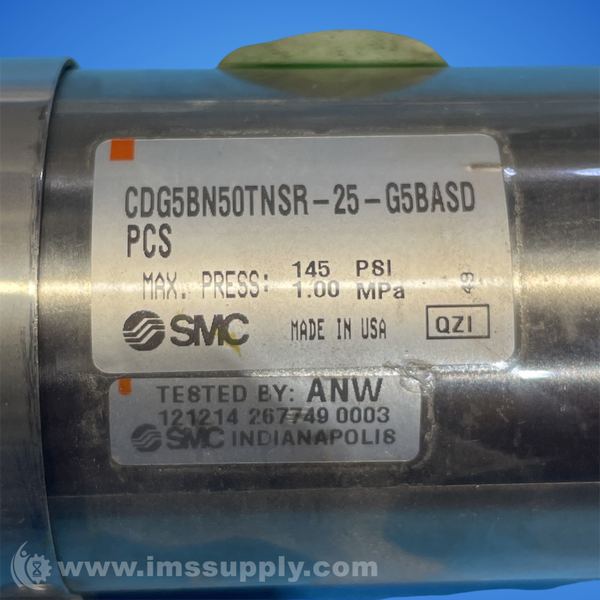 CDG5BN50TNSR-25-G5BASD
PCS
MAX. PRESS: 145 PSI
1.00 MPa
49
SMC MADE IN USA QZI
TESTED BY: ANW
121214 267749 0003
SMC INDIANAPOLIS
www.imssupply.com